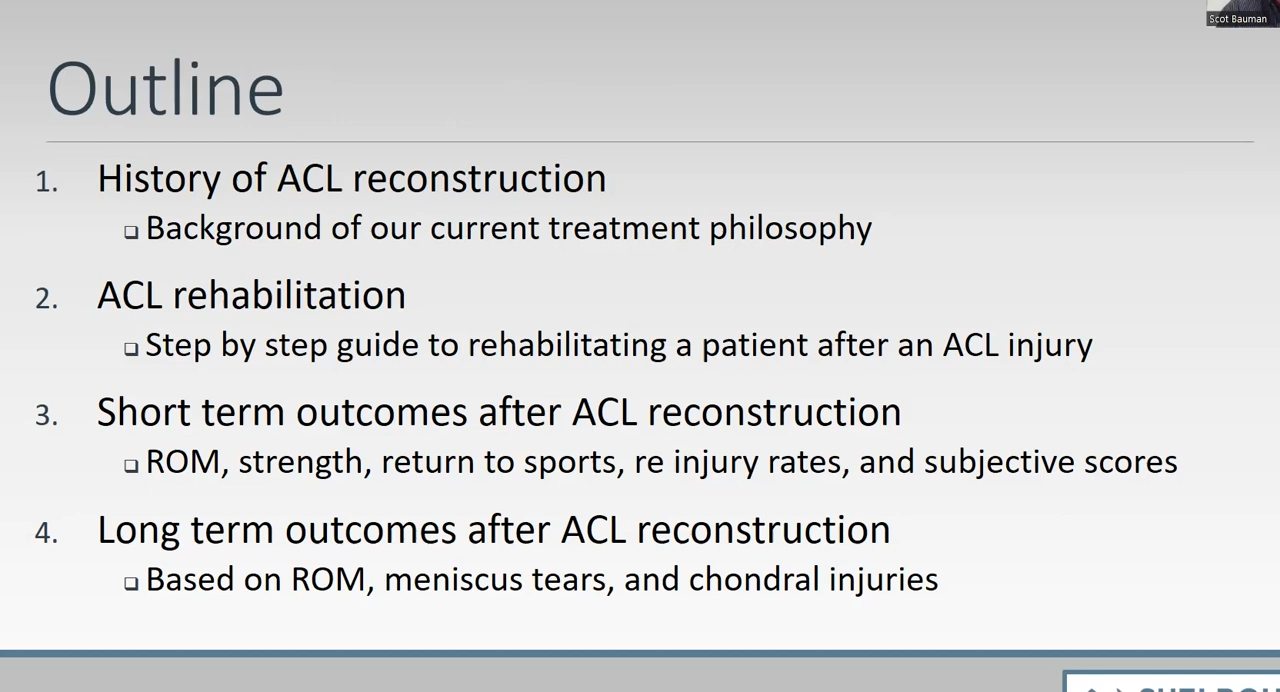 Scot Bauman
Outline
1. History of ACL reconstruction
❑ Background of our current treatment philosophy
2. ACL rehabilitation
❑ Step by step guide to rehabilitating a patient after an ACL injury
3. Short term outcomes after ACL reconstruction
❑ ROM, strength, return to sports, re injury rates, and subjective scores
4. Long term outcomes after ACL reconstruction
❑ Based on ROM, meniscus tears, and chondral injuries